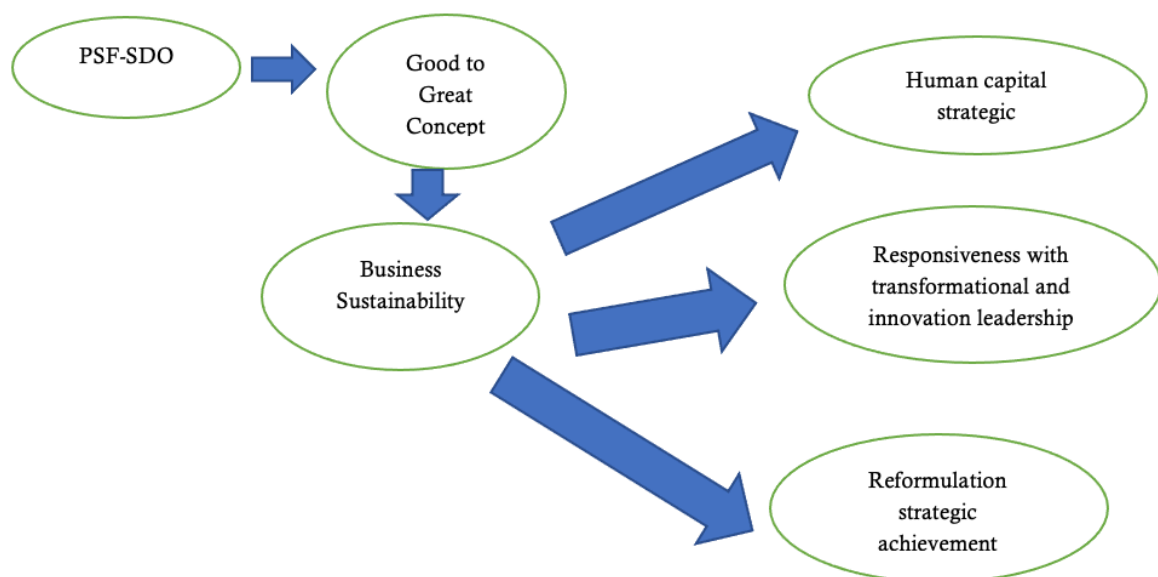 PSF-SDO
Good to
Great
Concept
Business
Sustainability
Human capital
strategic
Responsiveness with
transformational and
innovation leadership
Reformulation
strategic
achievement